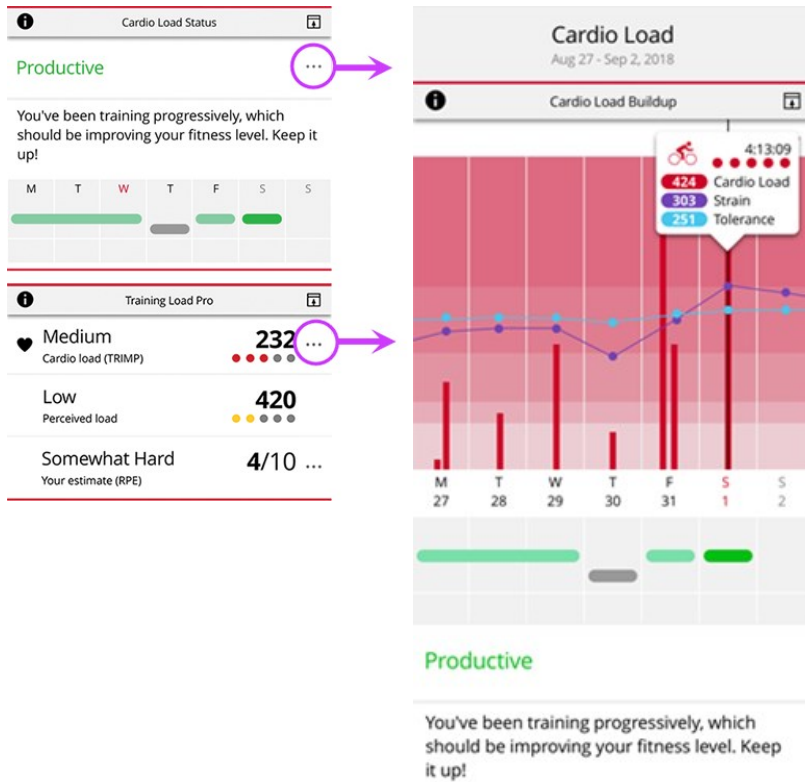 Cardio Load Status
Productive
...
You've been training progressively, which
should be improving your fitness level. Keep it
up!
M T W T F S S
Training Load Pro
Medium 232 ...
Cardio load (TRIMP)
Low 420
Perceived load
Somewhat Hard 4/10 ...
Your estimate (RPE)
Cardio Load
Aug 27 - Sep 2, 2018
Cardio Load Buildup
4:13:09
424 Cardio Load
303 Strain
251 Tolerance
M T W T F S S
27 28 29 30 31 1 2
Productive
You've been training progressively, which
should be improving your fitness level. Keep
it up!